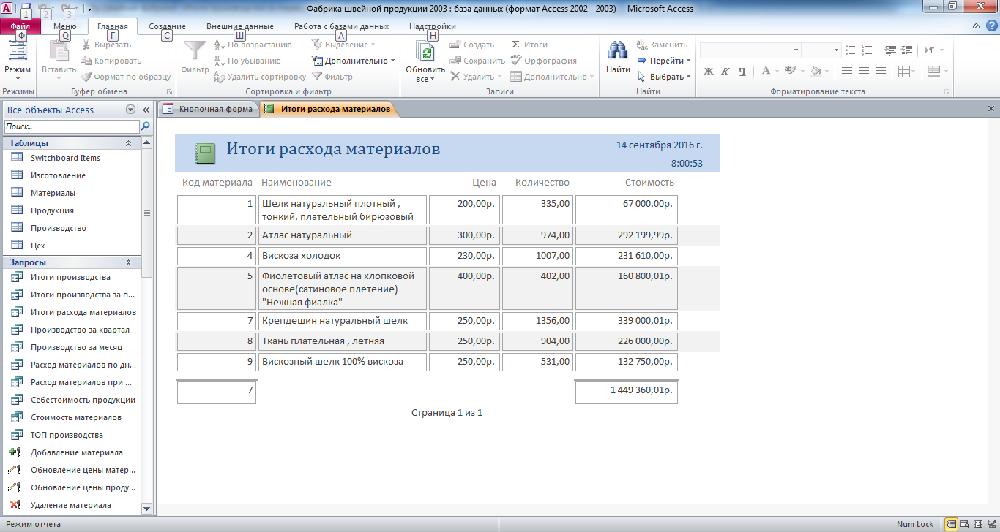 Фабрика швейной продукции 2003 : база данных (формат Access 2002 - 2003) - Microsoft Access
1 2 3
Файл Меню Главная Создание Внешние данные Работа с базами данных Надстройки
Ф Q Г С Ш А Н
Режим
Режимы
Вставить
Вырезать
Копировать
Формат по образцу
Буфер обмена
Фильтр
По возрастанию
По убыванию
Удалить сортировку
Выделение
Дополнительно
Фильтр
Сортировка и фильтр
Обновить
все
Создать
Сохранить
Удалить
Итоги
Орфография
Дополнительно
Записи
Найти
Заменить
Перейти
Выбрать
Найти
Ж К Ч
Форматирование текста
Все объекты Access
Поиск...
Таблицы
Switchboard Items
Изготовление
Материалы
Продукция
Производство
Цех
Запросы
Итоги производства
Итоги производства за п...
Итоги расхода материалов
Производство за квартал
Производство за месяц
Расход материалов по дн...
Расход материалов при ...
Себестоимость продукции
Стоимость материалов
ТОП производства
Добавление материала
Обновление цены матер...
Обновление цены проду...
Удаление материала
Кнопочная форма Итоги расхода материалов
Итоги расхода материалов
14 сентября 2016 г.
8:00:53
Код материала Наименование Цена Количество Стоимость
1 Шелк натуральный плотный , 200,00р. 335,00 67 000,00р.
тонкий, плательный бирюзовый
2 Атлас натуральный 300,00р. 974,00 292 199,99р.
4 Вискоза холодок 230,00р. 1007,00 231 610,00р.
5 Фиолетовый атлас на хлопковой 400,00р. 402,00 160 800,01р.
основе(сатиновое плетение)
"Нежная фиалка"
7 Крепдешин натуральный шелк 250,00р. 1356,00 339 000,01р.
8 Ткань плательная , летняя 250,00р. 904,00 226 000,00р.
9 Вискозный шелк 100% вискоза 250,00р. 531,00 132 750,00р.
7 1 449 360,01р.
Страница 1 из 1
Режим отчета
Num Lock